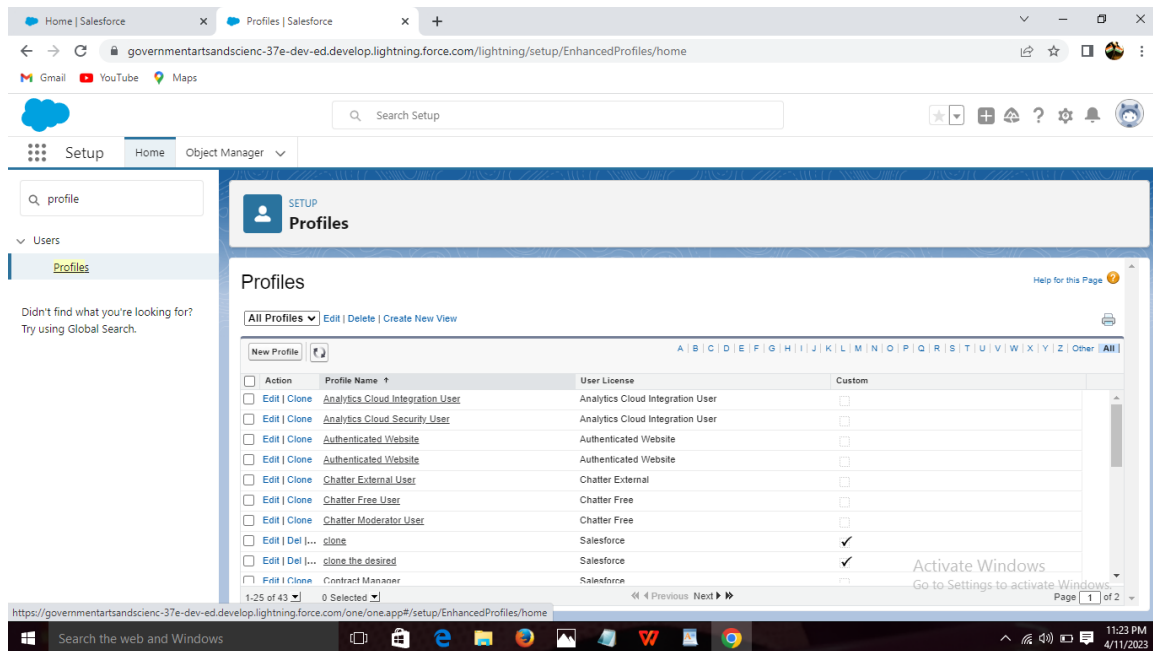 Home | Salesforce
Profiles | Salesforce
governmentartsandscienc-37e-dev-ed.develop.lightning.force.com/lightning/setup/EnhancedProfiles/home
Gmail YouTube Maps
Search Setup
Setup Home Object Manager
profile
Users
Profiles
Didn't find what you're looking for?
Try using Global Search.
SETUP
Profiles
Profiles
Help for this Page
All Profiles Edit | Delete | Create New View
New Profile A | B | C | D | E | F | G | H | I | J | K | L | M | N | O | P | Q | R | S | T | U | V | W | X | Y | Z | Other All
Action Profile Name ↑ User License Custom
Edit | Clone Analytics Cloud Integration User Analytics Cloud Integration User
Edit | Clone Analytics Cloud Security User Analytics Cloud Integration User
Edit | Clone Authenticated Website Authenticated Website
Edit | Clone Authenticated Website Authenticated Website
Edit | Clone Chatter External User Chatter External
Edit | Clone Chatter Free User Chatter Free
Edit | Clone Chatter Moderator User Chatter Free
Edit | Del |... clone Salesforce
Edit | Del |... clone the desired Salesforce
Edit | Clone Contract Manager Salesforce
1-25 of 43 0 Selected Previous Next Page 1 of 2
Activate Windows
Go to Settings to activate Windows.
https://governmentartsandscienc-37e-dev-ed.develop.lightning.force.com/one/one.app#/setup/EnhancedProfiles/home
Search the web and Windows
11:23 PM
4/11/2023